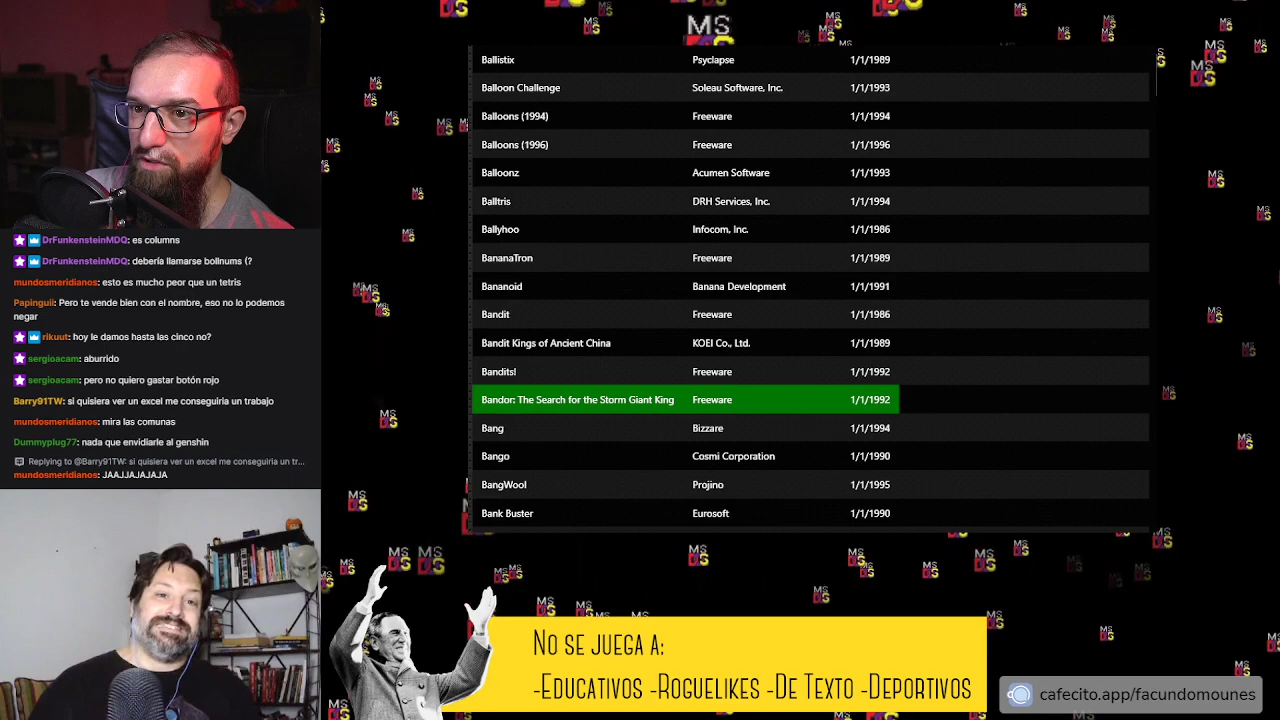 DrFunkensteinMDQ: es columns
DrFunkensteinMDQ: debería llamarse bollnums (?
mundosmeridianos: esto es mucho peor que un tetris
Papinguii: Pero te vende bien con el nombre, eso no lo podemos
negar
rikuut: hoy le damos hasta las cinco no?
sergioacam: aburrido
sergioacam: pero no quiero gastar botón rojo
Barry91TW: si quisiera ver un excel me conseguiria un trabajo
mundosmeridianos: mira las comunas
Dummyplug77: nada que envidiarle al genshin
Replying to @Barry91TW: si quisiera ver un excel me conseguiria un tr...
mundosmeridianos: JAAJJAJAJAJA
MS
Ballistix Psyclapse 1/1/1989
Balloon Challenge Soleau Software, Inc. 1/1/1993
Balloons (1994) Freeware 1/1/1994
Balloons (1996) Freeware 1/1/1996
Balloonz Acumen Software 1/1/1993
Balltris DRH Services, Inc. 1/1/1994
Ballyhoo Infocom, Inc. 1/1/1986
BananaTron Freeware 1/1/1989
Bananoid Banana Development 1/1/1991
Bandit Freeware 1/1/1986
Bandit Kings of Ancient China KOEI Co., Ltd. 1/1/1989
Bandits! Freeware 1/1/1992
Bandor: The Search for the Storm Giant King Freeware 1/1/1992
Bang Bizzare 1/1/1994
Bango Cosmi Corporation 1/1/1990
BangWool Projino 1/1/1995
Bank Buster Eurosoft 1/1/1990
No se juega a:
-Educativos -Roguelikes -De Texto -Deportivos
cafecito.app/facundomounes